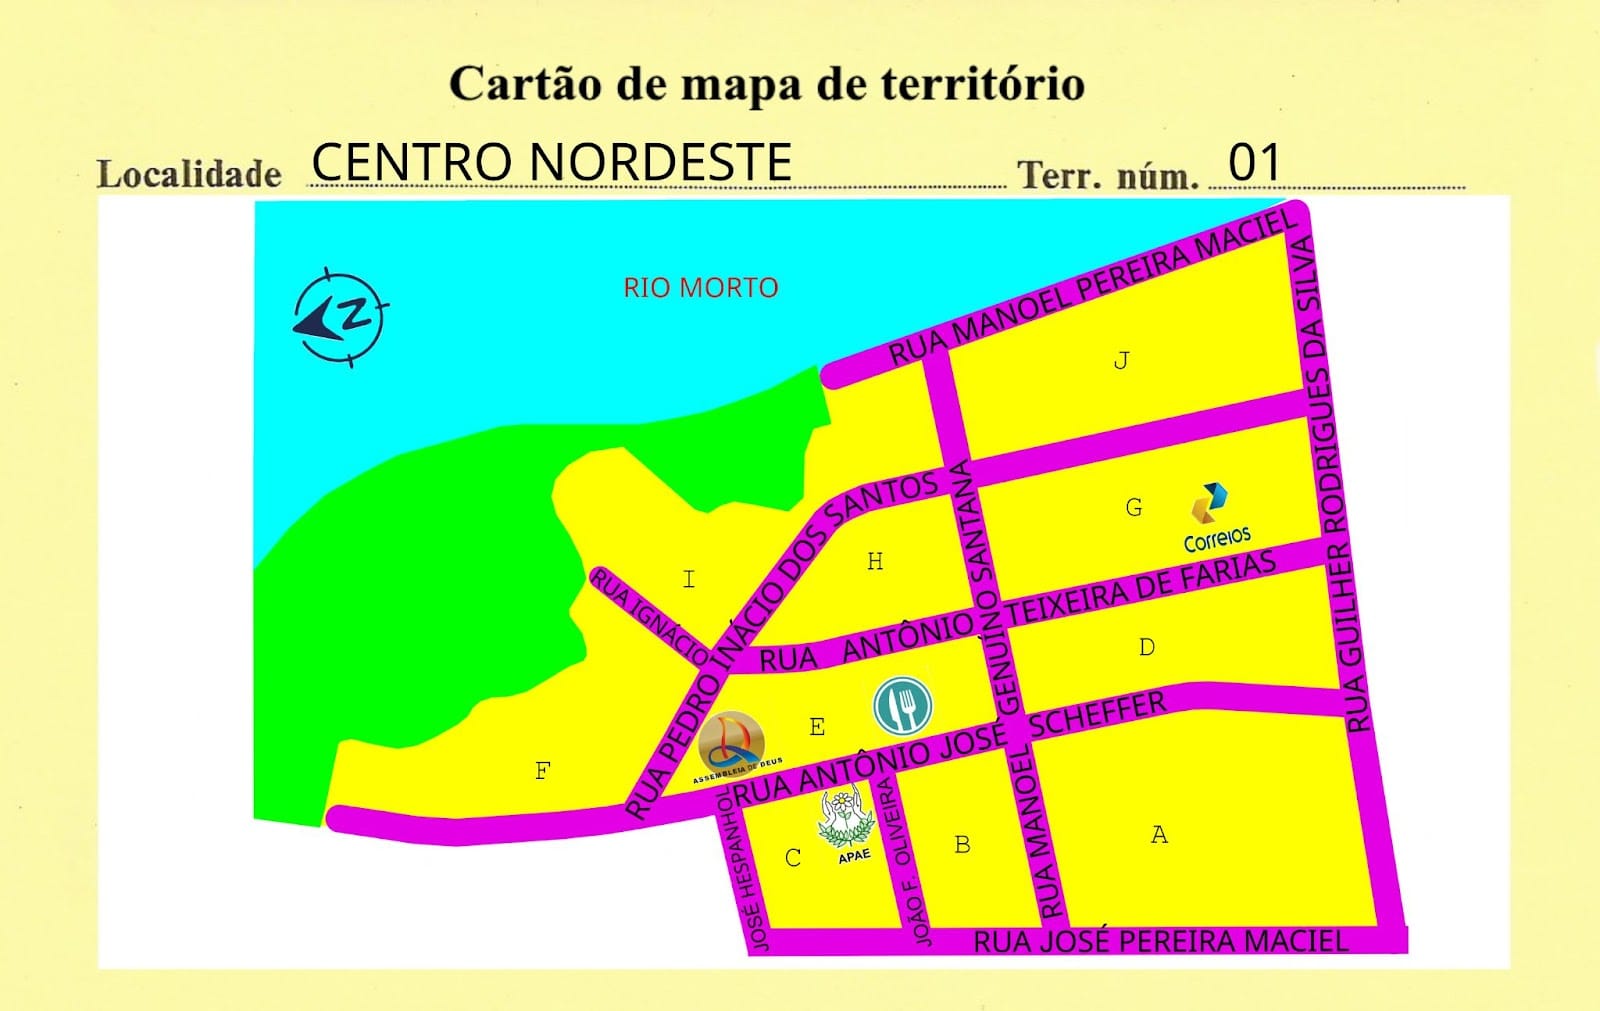 Cartão de mapa de território
Localidade CENTRO NORDESTE Terr. núm. 01
RUA MANOEL PEREIRA MACIEL
RIO MORTO
Z
J
RUA GUILHER RODRIGUES DA SILVA
RUA PEDRO INÁCIO DOS SANTOS
G
Correios
H
I
RUA IGNÁCIO
RUA ANTÔNIO TEIXEIRA DE FARIAS
D
RUA MANOEL GENUÍNO SANTANA
E
ASSEMBLEIA DE DEUS
F
RUA ANTÔNIO JOSÉ SCHEFFER
JOSÉ HESPANHOL
C
APAE
JOÃO F. OLIVEIRA
B
A
RUA JOSÉ PEREIRA MACIEL